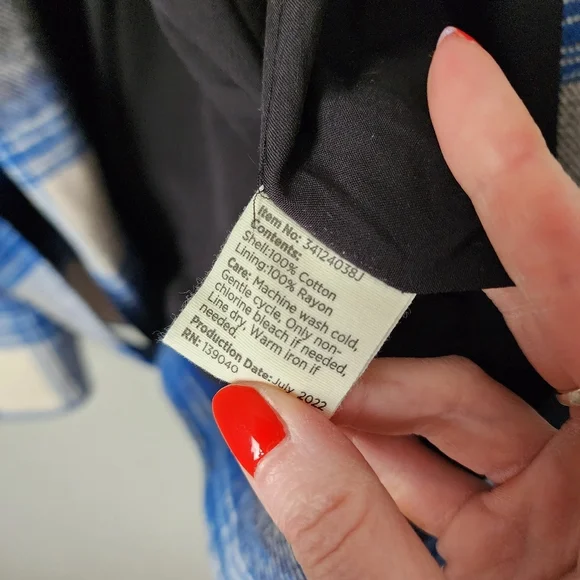 Item No: 34124038J
Contents:
Shell:100% Cotton
Lining:100% Rayon
Care: Machine wash cold,
Gentle cycle. Only non-
chlorine bleach if needed,
Line dry. Warm iron if
needed.
Production Date: July, 2022
RN: 139040